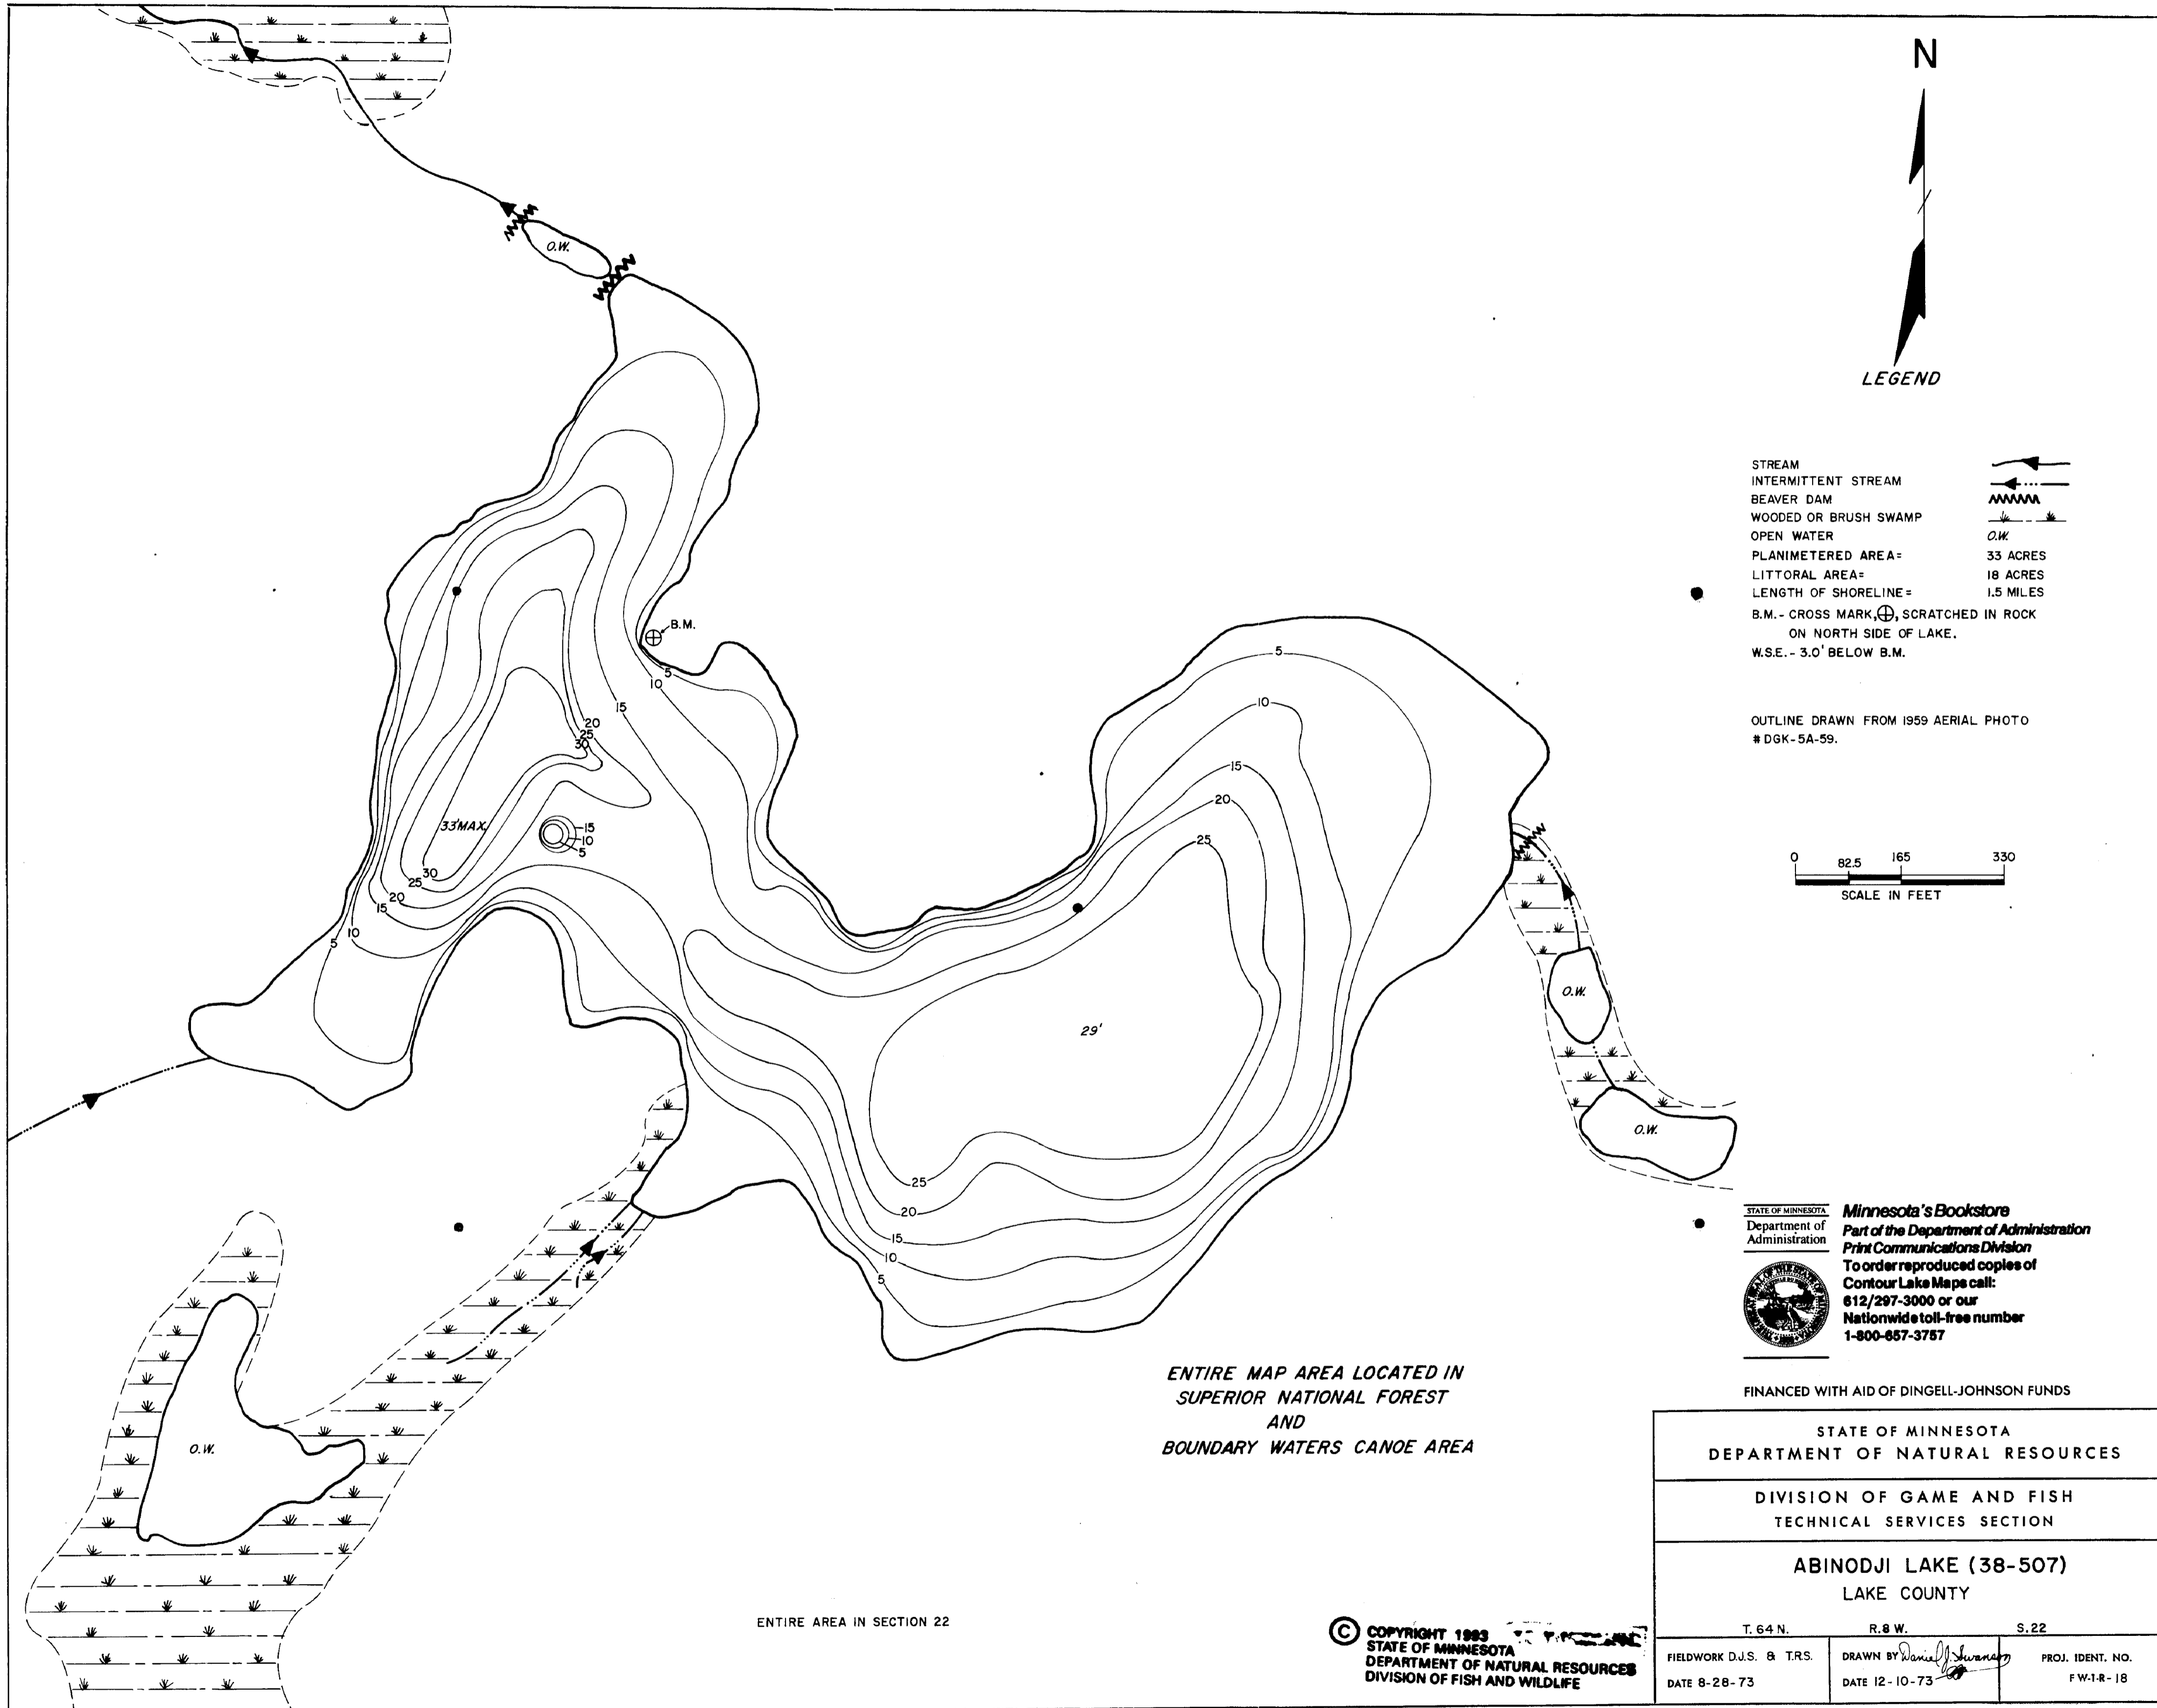 N
LEGEND
STREAM
INTERMITTENT STREAM
BEAVER DAM
WOODED OR BRUSH SWAMP
OPEN WATER O.W.
PLANIMETERED AREA= 33 ACRES
LITTORAL AREA= 18 ACRES
LENGTH OF SHORELINE= 1.5 MILES
B.M.- CROSS MARK, ⊕, SCRATCHED IN ROCK
ON NORTH SIDE OF LAKE.
W.S.E.- 3.0' BELOW B.M.
OUTLINE DRAWN FROM 1959 AERIAL PHOTO
# DGK-5A-59.
0 82.5 165 330
SCALE IN FEET
O.W.
B.M.
5
10
15
20
25
30
33'MAX.
15
10
5
30
25
20
15
10
5
5
10
15
20
25
29'
25
20
15
10
5
O.W.
O.W.
O.W.
STATE OF MINNESOTA
Department of
Administration
Minnesota's Bookstore
Part of the Department of Administration
Print Communications Division
To order reproduced copies of
Contour Lake Maps call:
612/297-3000 or our
Nationwide toll-free number
1-800-657-3757
ENTIRE MAP AREA LOCATED IN
SUPERIOR NATIONAL FOREST
AND
BOUNDARY WATERS CANOE AREA
FINANCED WITH AID OF DINGELL-JOHNSON FUNDS
STATE OF MINNESOTA
DEPARTMENT OF NATURAL RESOURCES
DIVISION OF GAME AND FISH
TECHNICAL SERVICES SECTION
ABINODJI LAKE (38-507)
LAKE COUNTY
T. 64 N. R. 8 W. S. 22
FIELDWORK D.J.S. & T.R.S.
DATE 8-28-73
DRAWN BY Daniel J. Swanson
DATE 12-10-73
PROJ. IDENT. NO.
FW-1-R-18
ENTIRE AREA IN SECTION 22
© COPYRIGHT 1993
STATE OF MINNESOTA
DEPARTMENT OF NATURAL RESOURCES
DIVISION OF FISH AND WILDLIFE